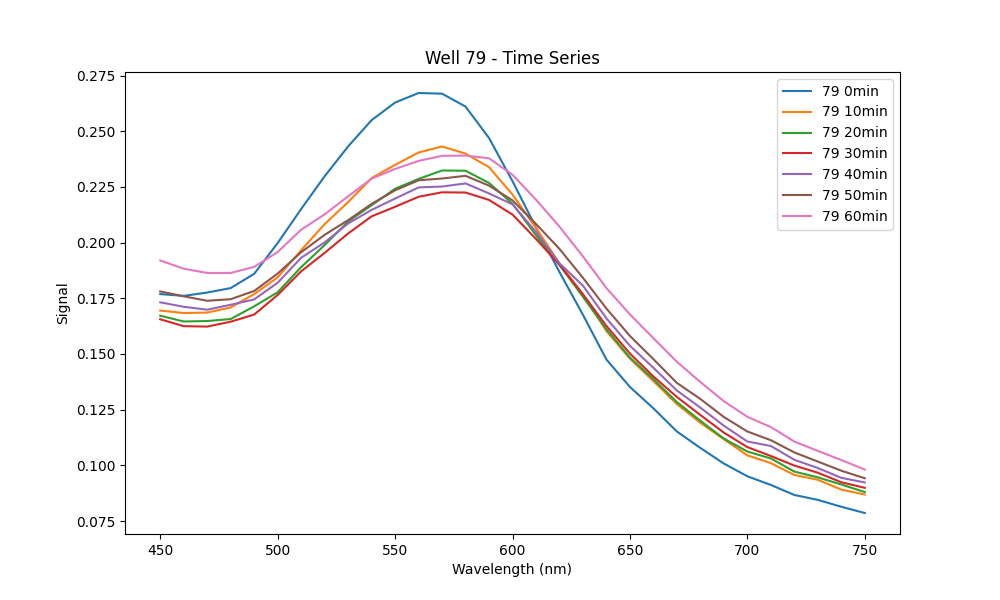 Well 79 - Time Series
Signal
0.275
0.250
0.225
0.200
0.175
0.150
0.125
0.100
0.075
79 0min
79 10min
79 20min
79 30min
79 40min
79 50min
79 60min
450 500 550 600 650 700 750
Wavelength (nm)